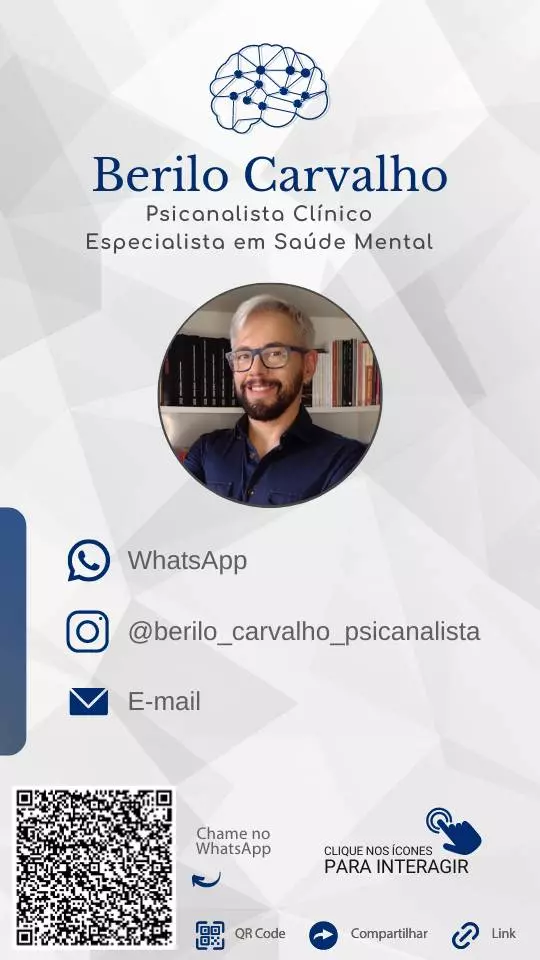 Berilo Carvalho
Psicanalista Clínico
Especialista em Saúde Mental
WhatsApp
@berilo_carvalho_psicanalista
E-mail
Chame no
WhatsApp
CLIQUE NOS ÍCONES
PARA INTERAGIR
QR Code
Compartilhar
Link